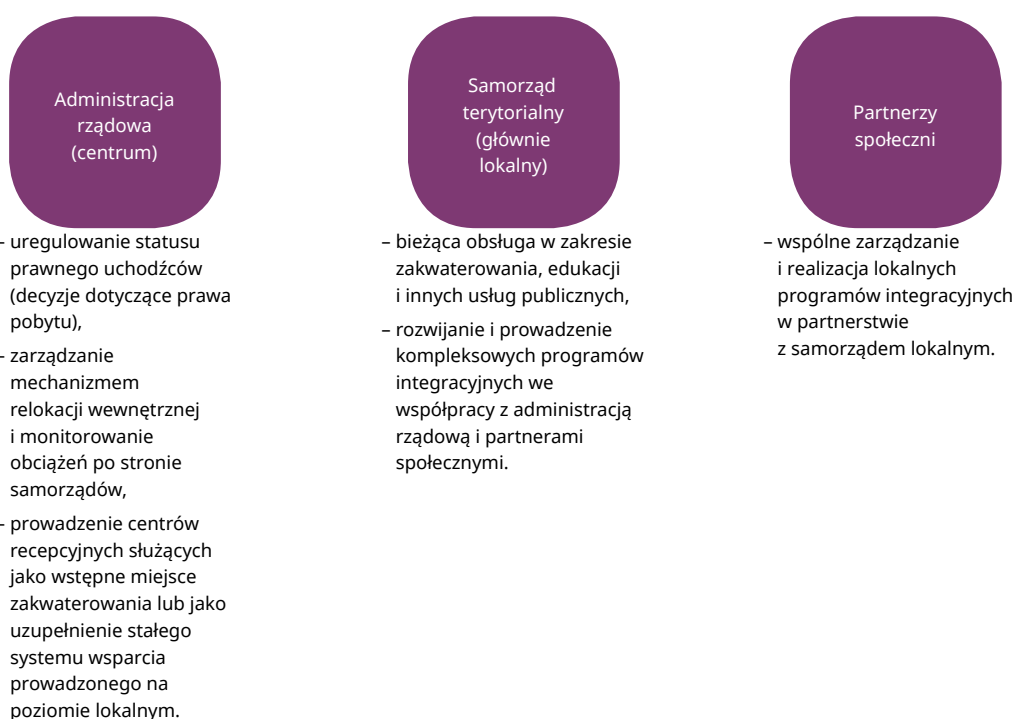 Administracja
rządowa
(centrum)
– uregulowanie statusu
prawnego uchodźców
(decyzje dotyczące prawa
pobytu),
– zarządzanie
mechanizmem
relokacji wewnętrznej
i monitorowanie
obciążeń po stronie
samorządów,
– prowadzenie centrów
recepcyjnych służących
jako wstępne miejsce
zakwaterowania lub jako
uzupełnienie stałego
systemu wsparcia
prowadzonego na
poziomie lokalnym.
Samorząd
terytorialny
(głównie
lokalny)
– bieżąca obsługa w zakresie
zakwaterowania, edukacji
i innych usług publicznych,
– rozwijanie i prowadzenie
kompleksowych programów
integracyjnych we
współpracy z administracją
rządową i partnerami
społecznymi.
Partnerzy
społeczni
– wspólne zarządzanie
i realizacja lokalnych
programów integracyjnych
w partnerstwie
z samorządem lokalnym.